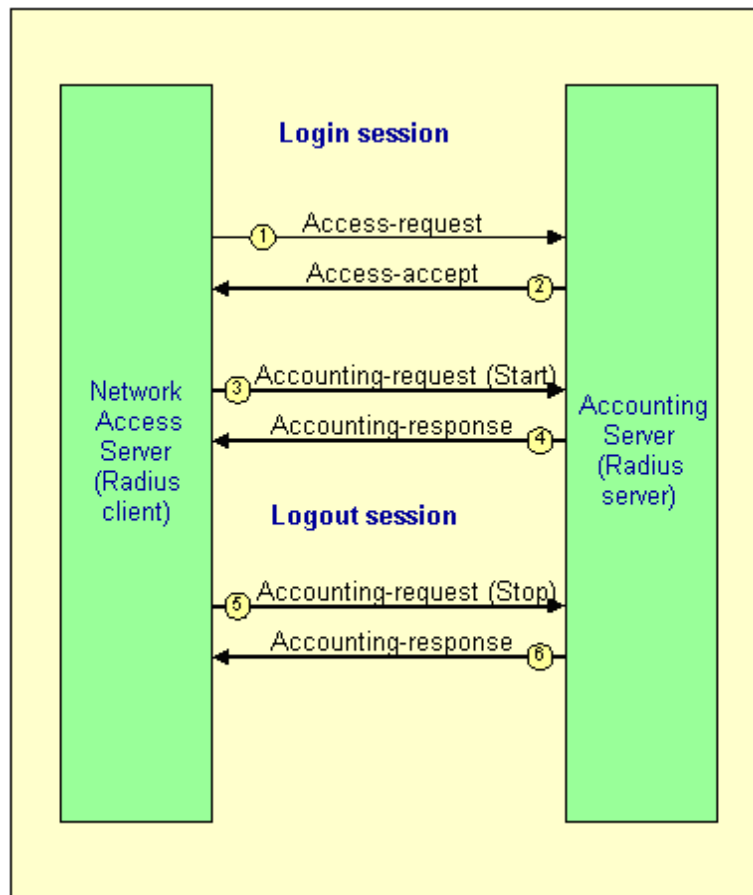 Login session
Access-request
1
Access-accept
2
Network
Access
Server
(Radius
client)
3
Accounting-request (Start)
Accounting-response
4
Accounting
Server
(Radius
server)
Logout session
5
Accounting-request (Stop)
Accounting-response
6